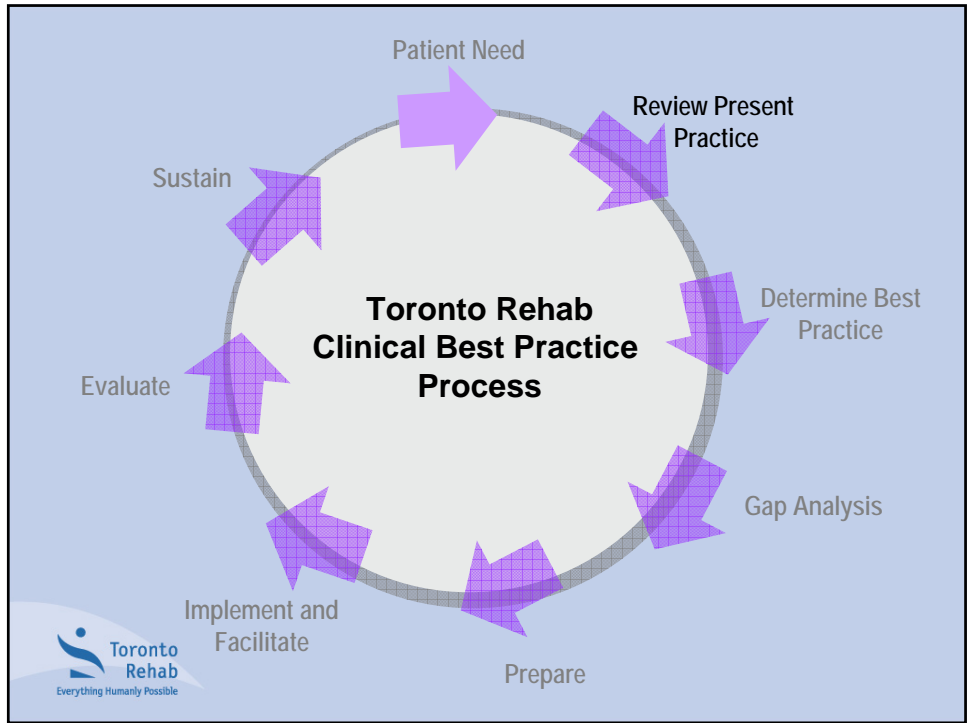 Patient Need
Review Present
Practice
Determine Best
Practice
Gap Analysis
Prepare
Implement and
Facilitate
Evaluate
Sustain
Toronto Rehab
Clinical Best Practice
Process
Toronto
Rehab
Everything Humanly Possible